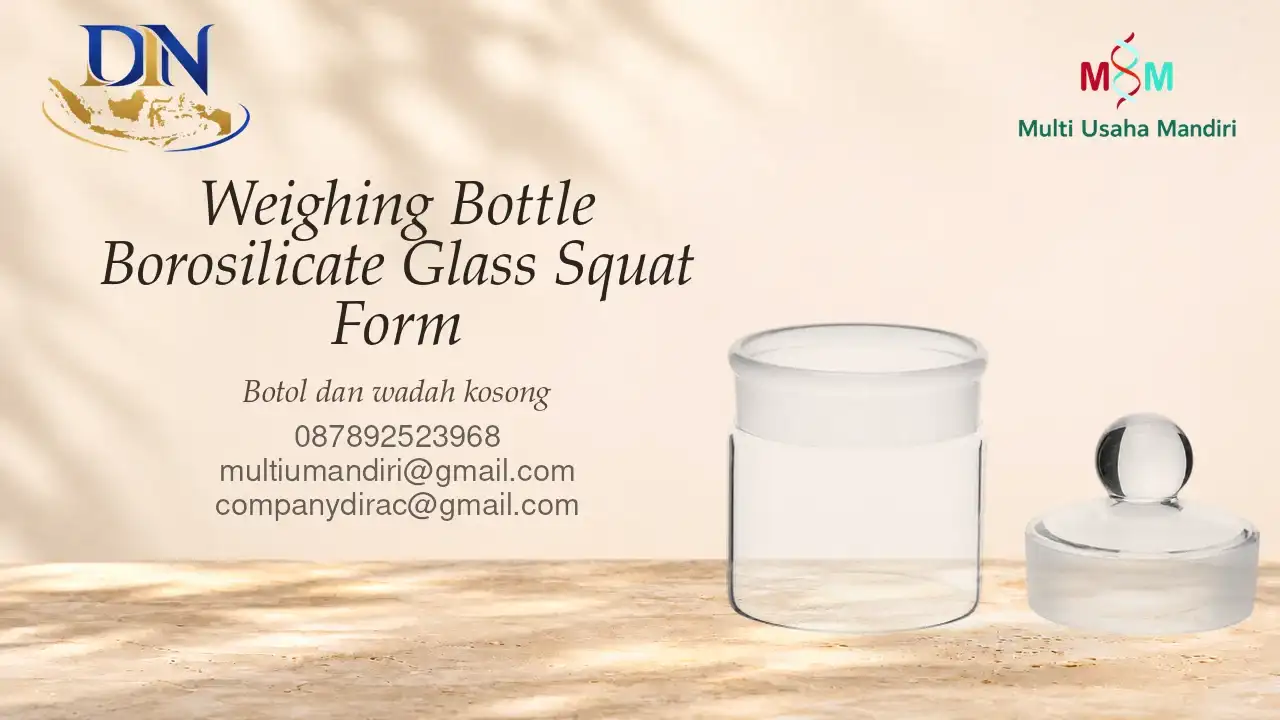 DIN
M M
Multi Usaha Mandiri
Weighing Bottle
Borosilicate Glass Squat
Form
Botol dan wadah kosong
087892523968
multiumandiri@gmail.com
companydirac@gmail.com